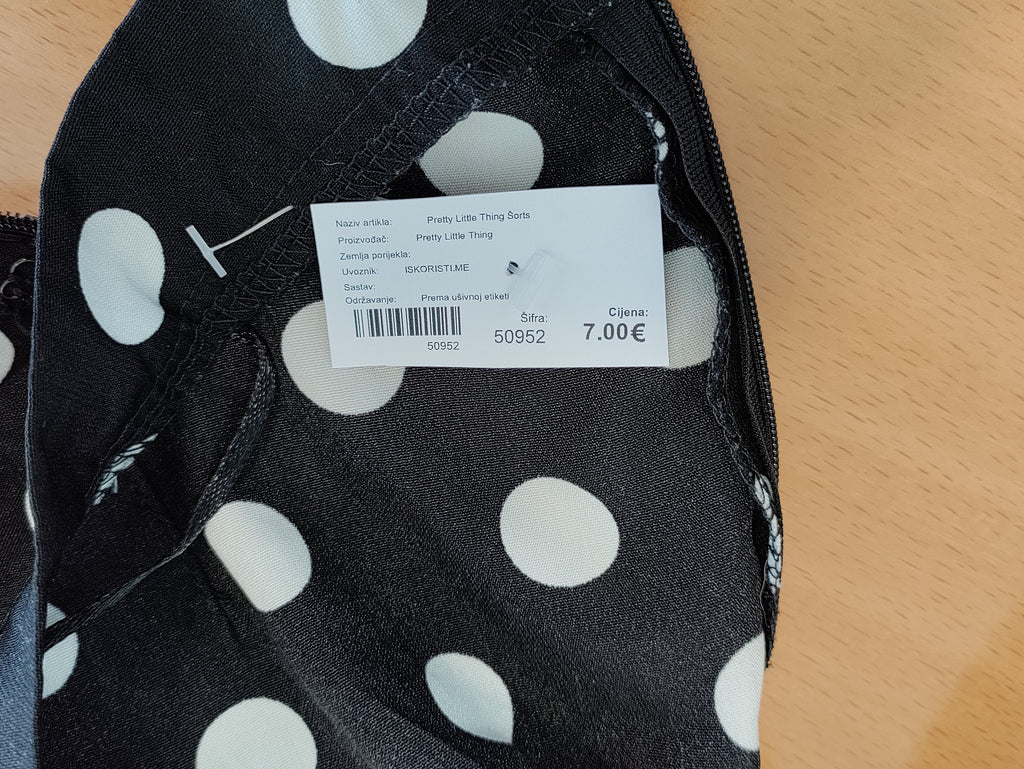 Naziv artikla: Pretty Little Thing Šorts
Proizvođač: Pretty Little Thing
Zemlja porijekla:
Uvoznik: ISKORISTI.ME
Sastav:
Održavanje: Prema ušivnoj etiketi
50952
Šifra:
50952
Cijena:
7.00€